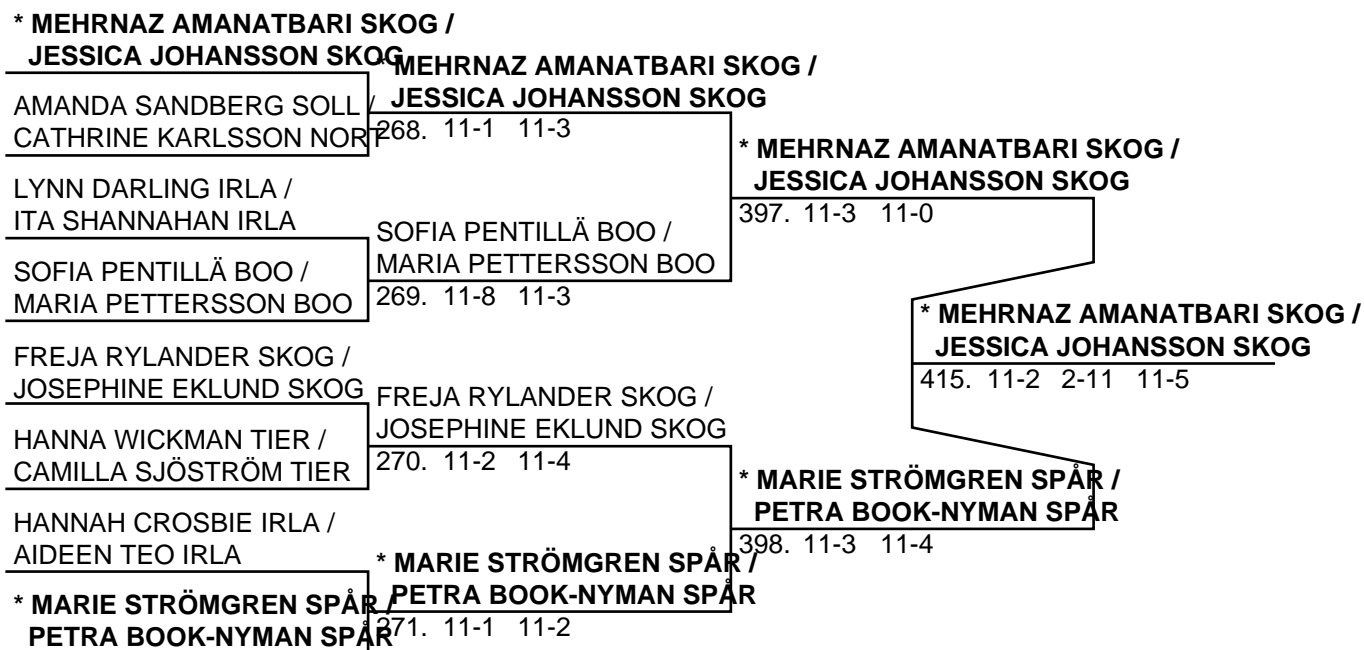 * MEHRNAZ AMANATBARI SKOG /
JESSICA JOHANSSON SKOG
AMANDA SANDBERG SOLL /
CATHRINE KARLSSON NORT
LYNN DARLING IRLA /
ITA SHANNAHAN IRLA
SOFIA PENTILLÄ BOO /
MARIA PETTERSSON BOO
FREJA RYLANDER SKOG /
JOSEPHINE EKLUND SKOG
HANNA WICKMAN TIER /
CAMILLA SJÖSTRÖM TIER
HANNAH CROSBIE IRLA /
AIDEEN TEO IRLA
* MARIE STRÖMGREN SPÅR /
PETRA BOOK-NYMAN SPÅR
* MEHRNAZ AMANATBARI SKOG /
JESSICA JOHANSSON SKOG
268. 11-1 11-3
SOFIA PENTILLÄ BOO /
MARIA PETTERSSON BOO
269. 11-8 11-3
FREJA RYLANDER SKOG /
JOSEPHINE EKLUND SKOG
270. 11-2 11-4
* MARIE STRÖMGREN SPÅR /
PETRA BOOK-NYMAN SPÅR
271. 11-1 11-2
* MEHRNAZ AMANATBARI SKOG /
JESSICA JOHANSSON SKOG
397. 11-3 11-0
* MARIE STRÖMGREN SPÅR /
PETRA BOOK-NYMAN SPÅR
398. 11-3 11-4
* MEHRNAZ AMANATBARI SKOG /
JESSICA JOHANSSON SKOG
415. 11-2 2-11 11-5